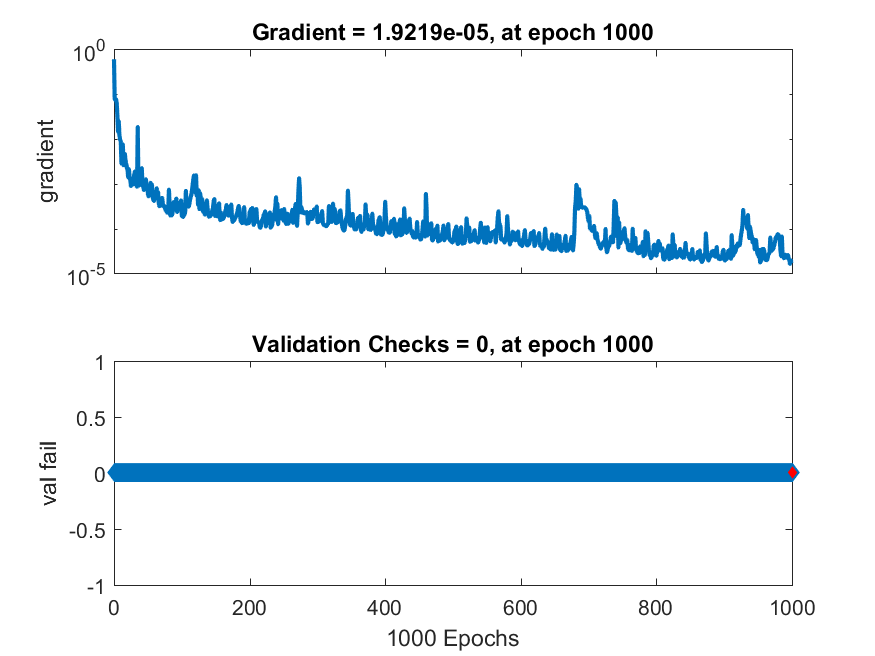 Gradient = 1.9219e-05, at epoch 1000
10^0
gradient
10^-5
Validation Checks = 0, at epoch 1000
1
0.5
val fail
0
-0.5
-1
0 200 400 600 800 1000
1000 Epochs